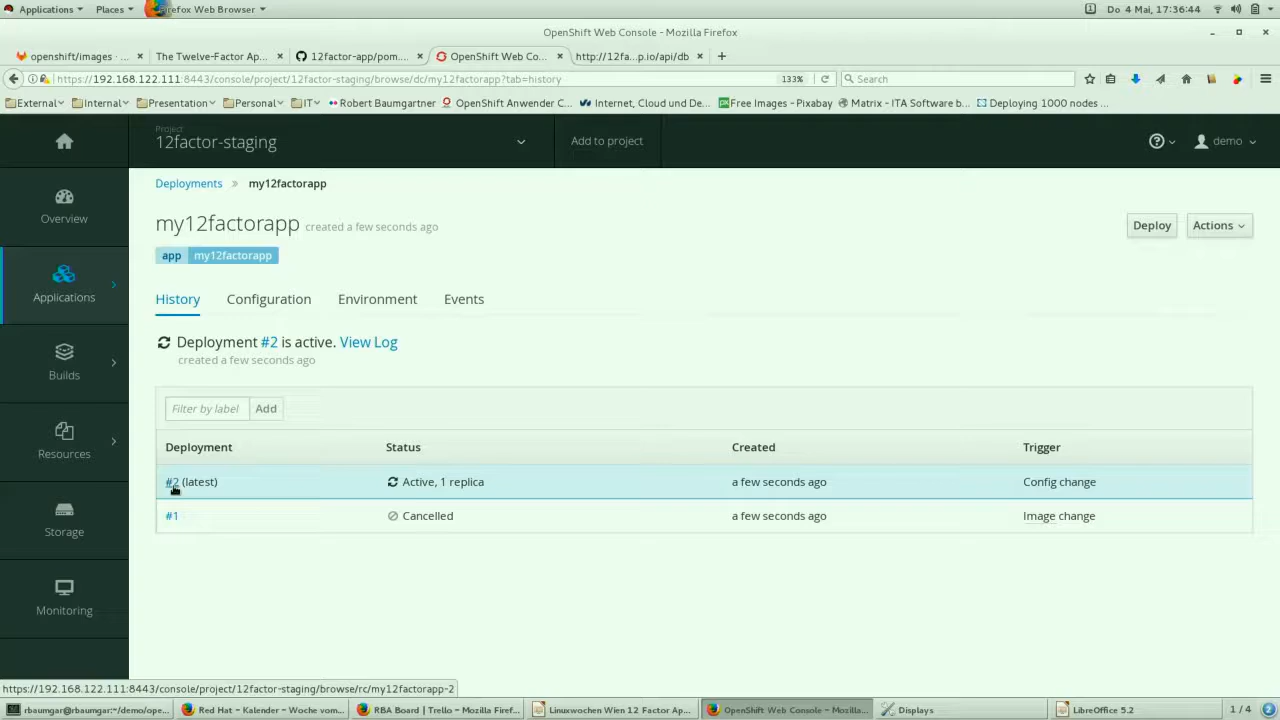 Applications Places Firefox Web Browser 1 Do 4 Mai, 17:36:44
OpenShift Web Console - Mozilla Firefox
openshift/images · ... × The Twelve-Factor Ap... × 12factor-app/pom.... × OpenShift Web Co... × http://12fa...p.io/api/db × +
https://192.168.122.111:8443/console/project/12factor-staging/browse/dc/my12factorapp?tab=history 133% Search
External Internal Presentation Personal IT Robert Baumgartner OpenShift Anwender C... Internet, Cloud und De... Free Images - Pixabay Matrix - ITA Software b... Deploying 1000 nodes ...
Project
12factor-staging
Add to project
demo
Overview
Applications
Builds
Resources
Storage
Monitoring
Deployments » my12factorapp
my12factorapp created a few seconds ago
Deploy Actions
app my12factorapp
History Configuration Environment Events
Deployment #2 is active. View Log
created a few seconds ago
Filter by label Add
Deployment Status Created Trigger
#2 (latest) Active, 1 replica a few seconds ago Config change
#1 Cancelled a few seconds ago Image change
https://192.168.122.111:8443/console/project/12factor-staging/browse/rc/my12factorapp-2
rbaumgar@rbaumgar:~/demo/ope... Red Hat - Kalender - Woche vom... RBA Board | Trello - Mozilla Firef... Linuxwochen Wien 12 Factor Ap... OpenShift Web Console - Mozilla... Displays LibreOffice 5.2 1 / 4